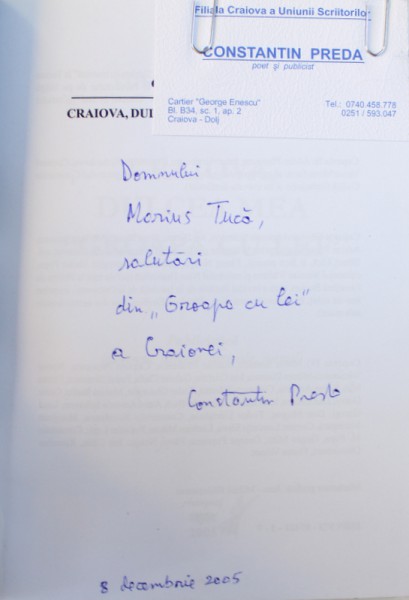 Filiala Craiova a Uniunii Scriitorilor
CONSTANTIN PREDA
poet și publicist
Cartier "George Enescu"
Bl. B34, sc. 1, ap. 2
Craiova - Dolj
Tel.: 0740.458.778
0251 / 593.047
CRAIOVA, DUL
Domnului
Marius Tucă,
salutări
din „Groapa cu lei"
a Craiovei,
Constantin Preda
8 decembrie 2005